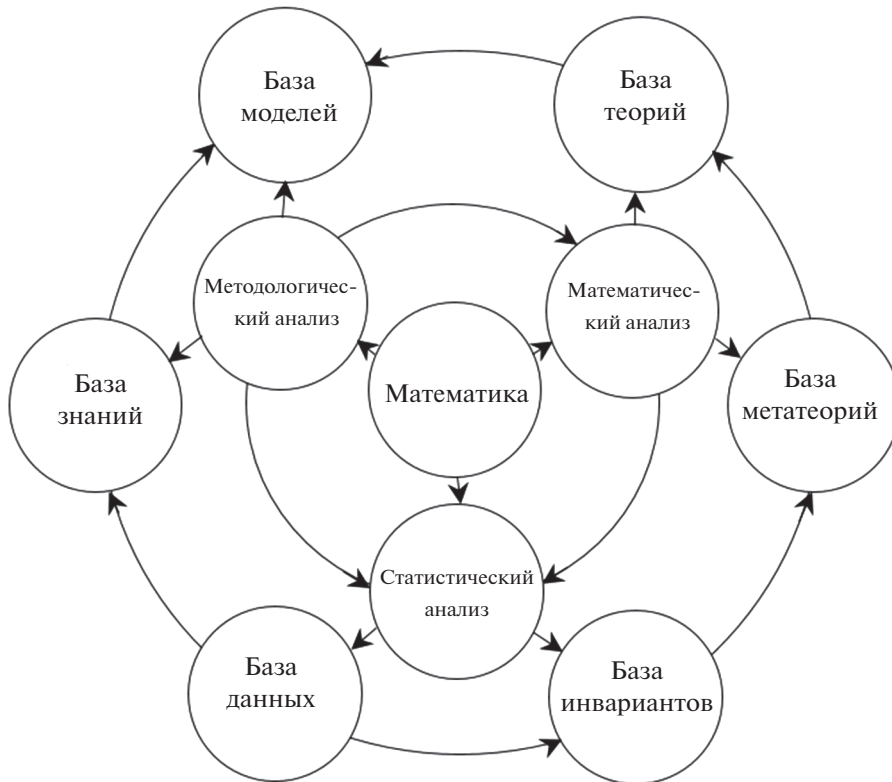 База
моделей
База
теорий
Методологичес-
кий анализ
Математичес-
кий анализ
База
знаний
Математика
База
метатеорий
Статистический
анализ
База
данных
База
инвариантов